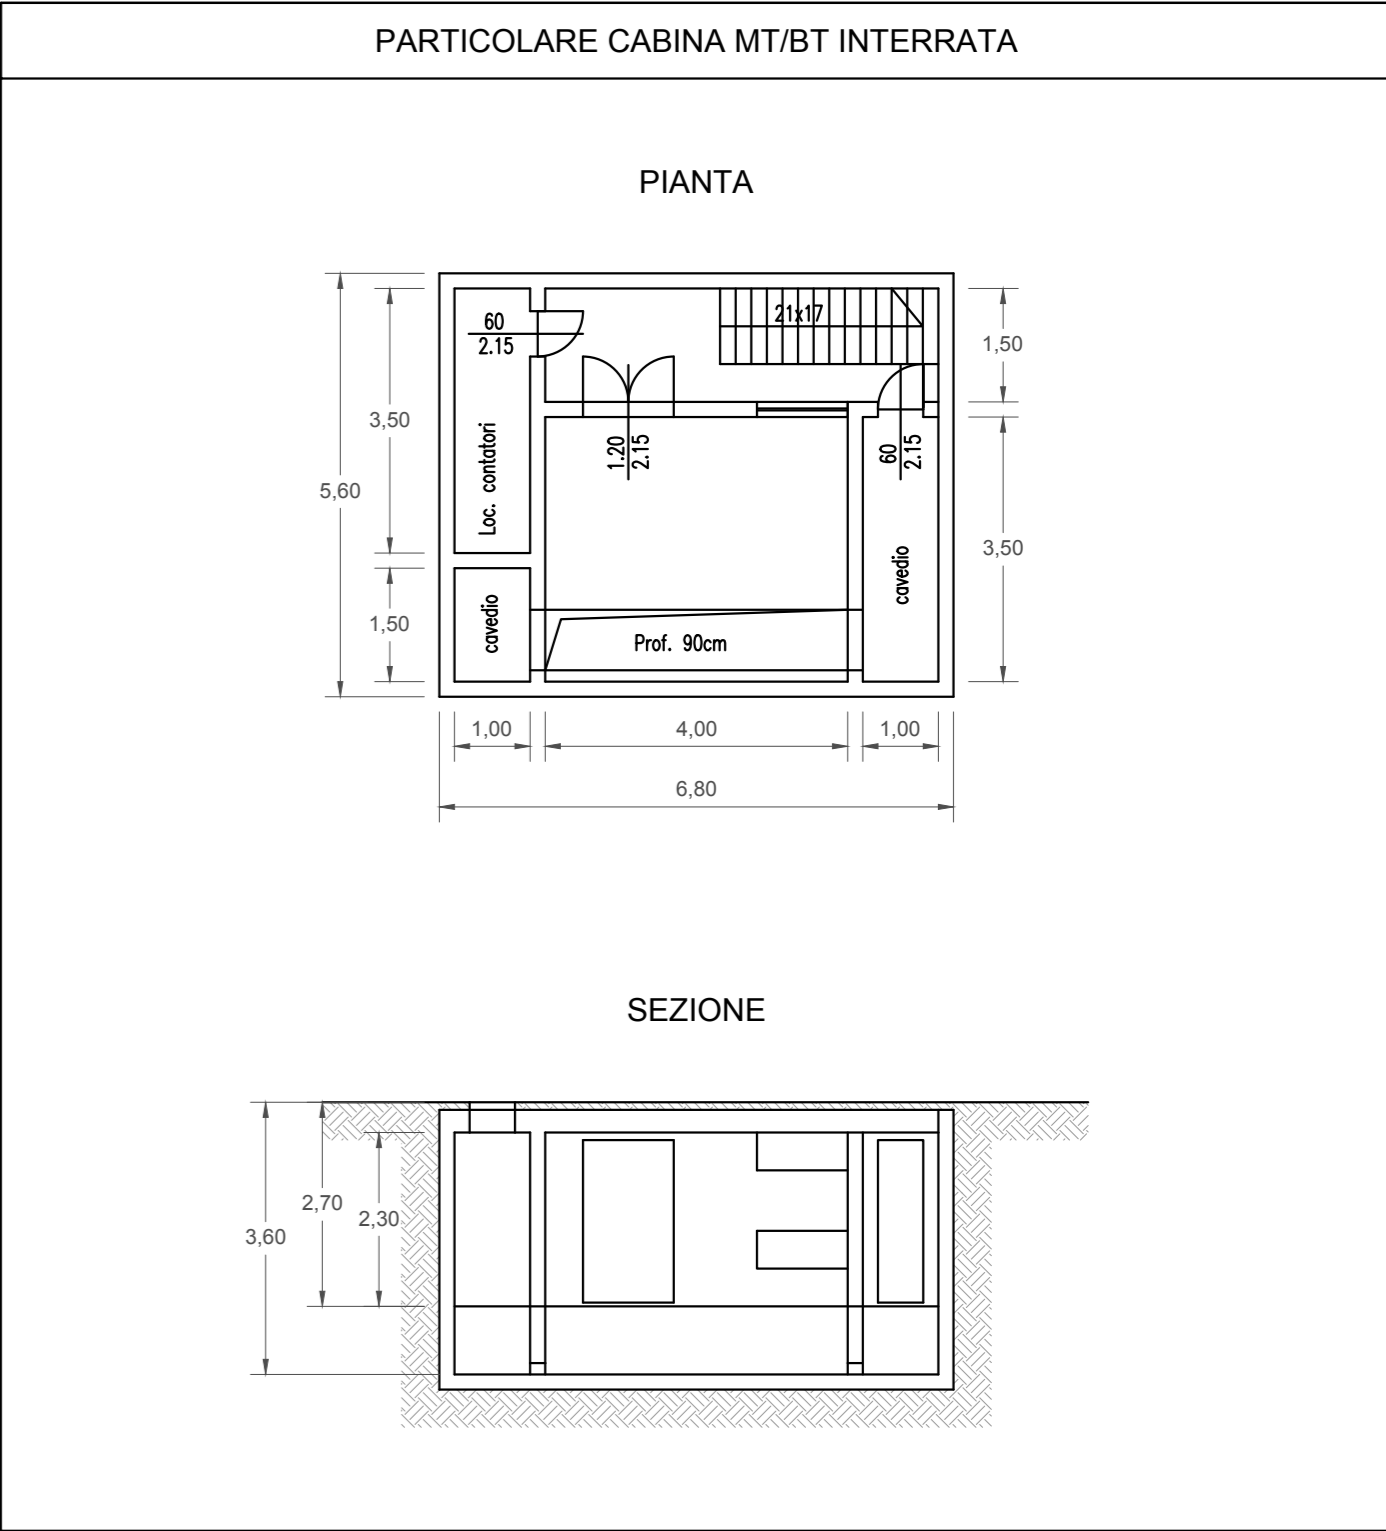 PARTICOLARE CABINA MT/BT INTERRATA
PIANTA
60
2.15
21x17
1,50
3,50
Loc. contatori
1.20
2.15
60
2.15
5,60
3,50
cavedio
1,50
cavedio
Prof. 90cm
1,00
4,00
1,00
6,80
SEZIONE
2,70
2,30
3,60